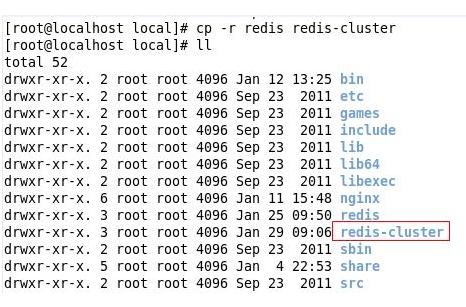 [root@localhost local]# cp -r redis redis-cluster
[root@localhost local]# ll
total 52
drwxr-xr-x. 2 root root 4096 Jan 12 13:25 bin
drwxr-xr-x. 2 root root 4096 Sep 23  2011 etc
drwxr-xr-x. 2 root root 4096 Sep 23  2011 games
drwxr-xr-x. 2 root root 4096 Sep 23  2011 include
drwxr-xr-x. 2 root root 4096 Sep 23  2011 lib
drwxr-xr-x. 2 root root 4096 Sep 23  2011 lib64
drwxr-xr-x. 2 root root 4096 Sep 23  2011 libexec
drwxr-xr-x. 6 root root 4096 Jan 11 15:48 nginx
drwxr-xr-x. 3 root root 4096 Jan 25 09:50 redis
drwxr-xr-x. 3 root root 4096 Jan 29 09:06 redis-cluster
drwxr-xr-x. 2 root root 4096 Sep 23  2011 sbin
drwxr-xr-x. 5 root root 4096 Jan  4 22:53 share
drwxr-xr-x. 2 root root 4096 Sep 23  2011 src